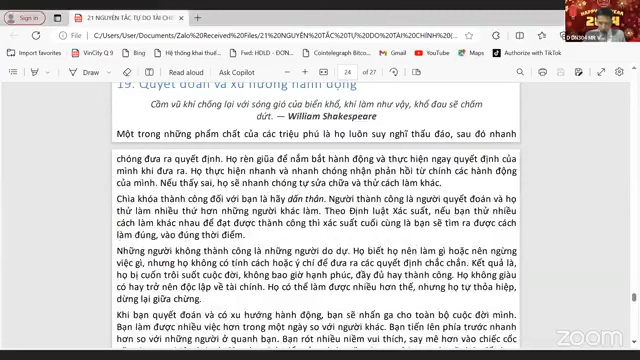 Sign in
21 NGUYÊN TẮC TỰ DO TÀI CHÍ
C:/Users/User/Documents/Zalo%20Received%20Files/21%20NGUYÊN%20TẮC%20TỰ%20DO%20TÀI%20CHÍNH%20(...
Import favorites
VinCity Q 9
Bing
Hệ thống khai thuế...
Fwd: HDLD - ĐƠN...
Cointelegraph Bitcoi...
Gmail
YouTube
Maps
Authorize TikTok
Draw
Read aloud
Ask Copilot
24
of 27
19. Quyết đoán và xu hướng hành động
Cầm vũ khí chống lại với sóng gió của biển khổ, khi làm như vậy, khổ đau sẽ chấm
dứt. — William Shakespeare
Một trong những phẩm chất của các triệu phú là họ luôn suy nghĩ thấu đáo, sau đó nhanh
chóng đưa ra quyết định. Họ rèn giũa để nắm bắt hành động và thực hiện ngay quyết định của
mình khi đưa ra. Họ thực hiện nhanh và nhanh chóng nhận phản hồi từ chính các hành động
của mình. Nếu thấy sai, họ sẽ nhanh chóng tự sửa chữa và thử cách làm khác.
Chìa khóa thành công đối với bạn là hãy dấn thân. Người thành công là người quyết đoán và họ
thử làm nhiều thứ hơn những người khác làm. Theo Định luật Xác suất, nếu bạn thử nhiều
cách làm khác nhau để đạt được thành công thì xác suất cuối cùng là bạn sẽ tìm ra được cách
làm đúng, vào đúng thời điểm.
Những người không thành công là những người do dự. Họ biết họ nên làm gì hoặc nên ngừng
việc gì, nhưng họ không có tính cách hoặc ý chí để đưa ra các quyết định chắc chắn. Kết quả là,
họ bị cuốn trôi suốt cuộc đời, không bao giờ hạnh phúc, đầy đủ hay thành công. Họ không giàu
có hay trở nên độc lập về tài chính. Họ có thể làm được nhiều hơn thế, nhưng họ tự thỏa hiệp,
dừng lại giữa chừng.
Khi bạn quyết đoán và có xu hướng hành động, bạn sẽ nhấn ga cho toàn bộ cuộc đời mình.
Bạn làm được nhiều việc hơn trong một ngày so với người khác. Bạn tiến lên phía trước nhanh
hơn so với những người ở quanh bạn. Bạn rót nhiều niềm vui thích, say mê hơn vào chiếc cốc
zoom